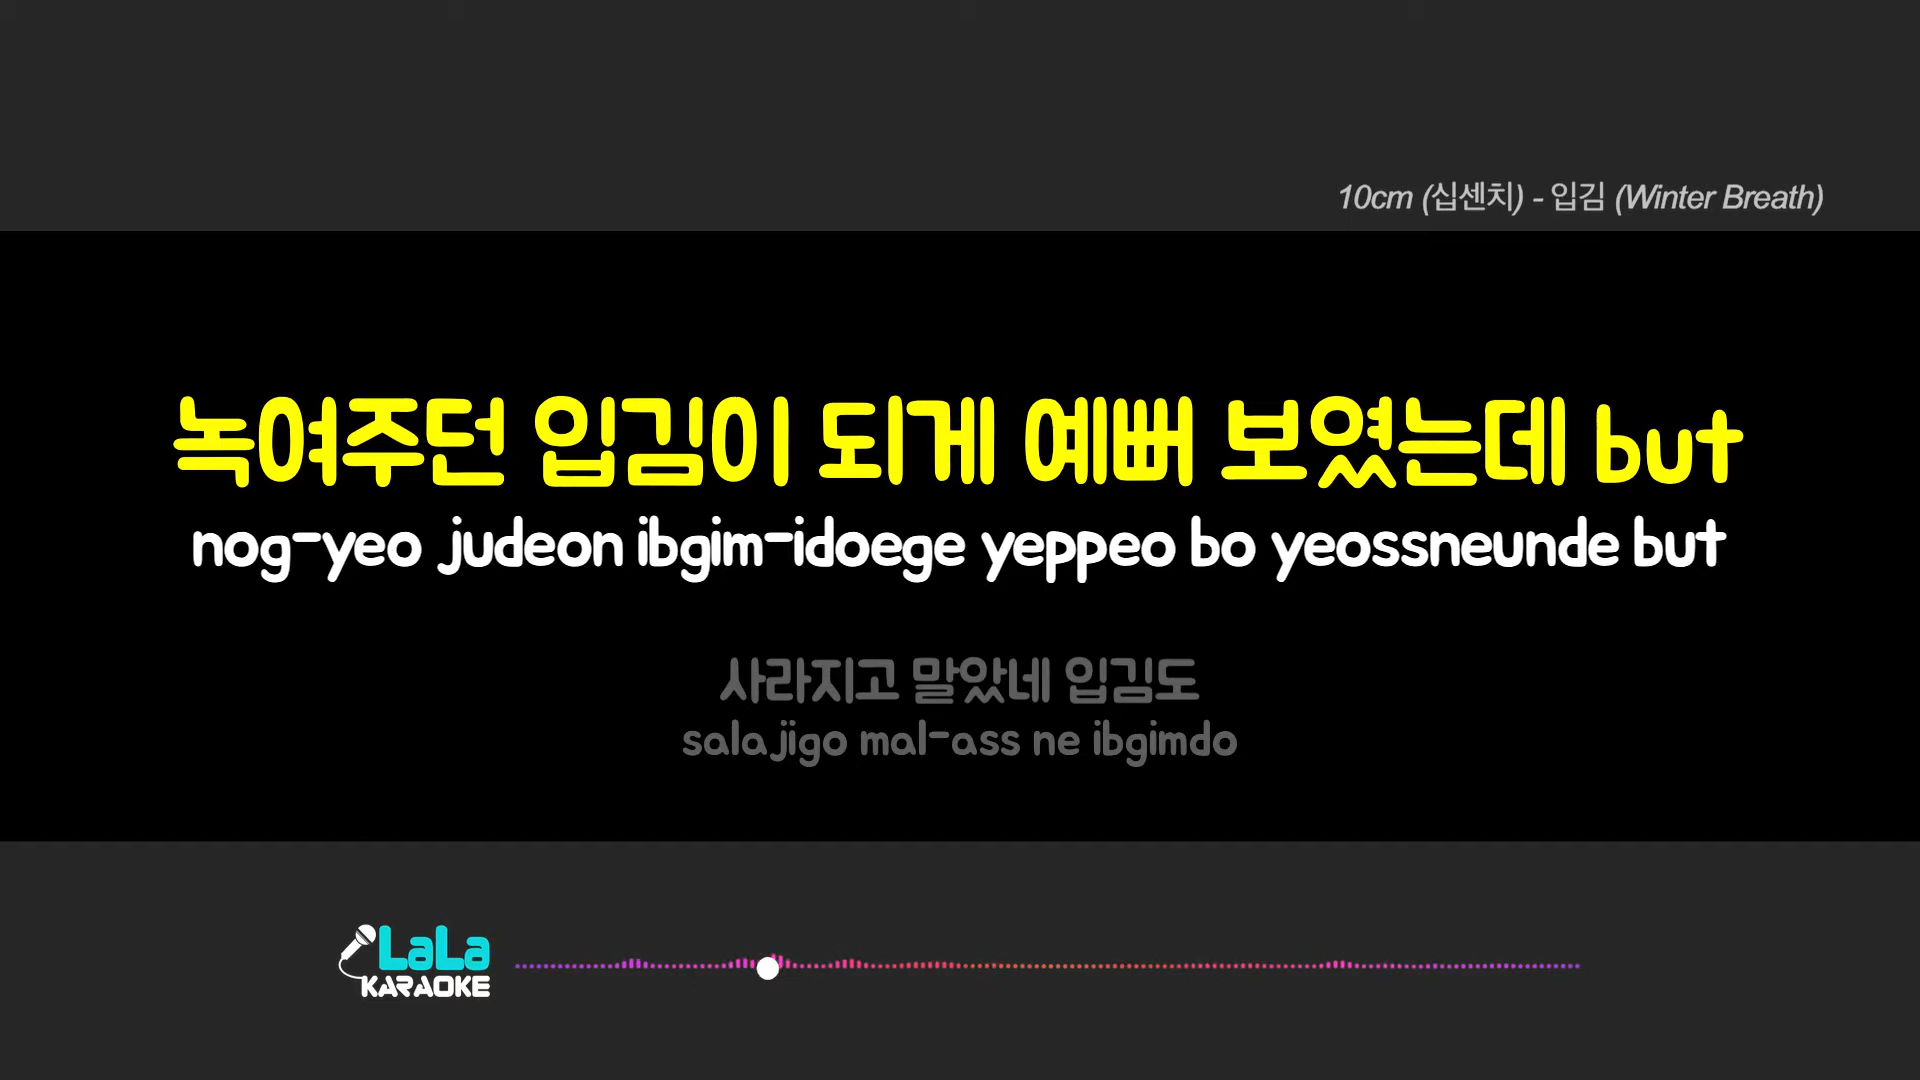 10cm (십센치) - 입김 (Winter Breath)
녹여주던 입김이 되게 예뻐 보였는데 but
nog-yeo judeon ibgim-idoege yeppeo bo yeossneunde but
사라지고 말았네 입김도
salajigo mal-ass ne ibgimdo
LaLa
KARAOKE